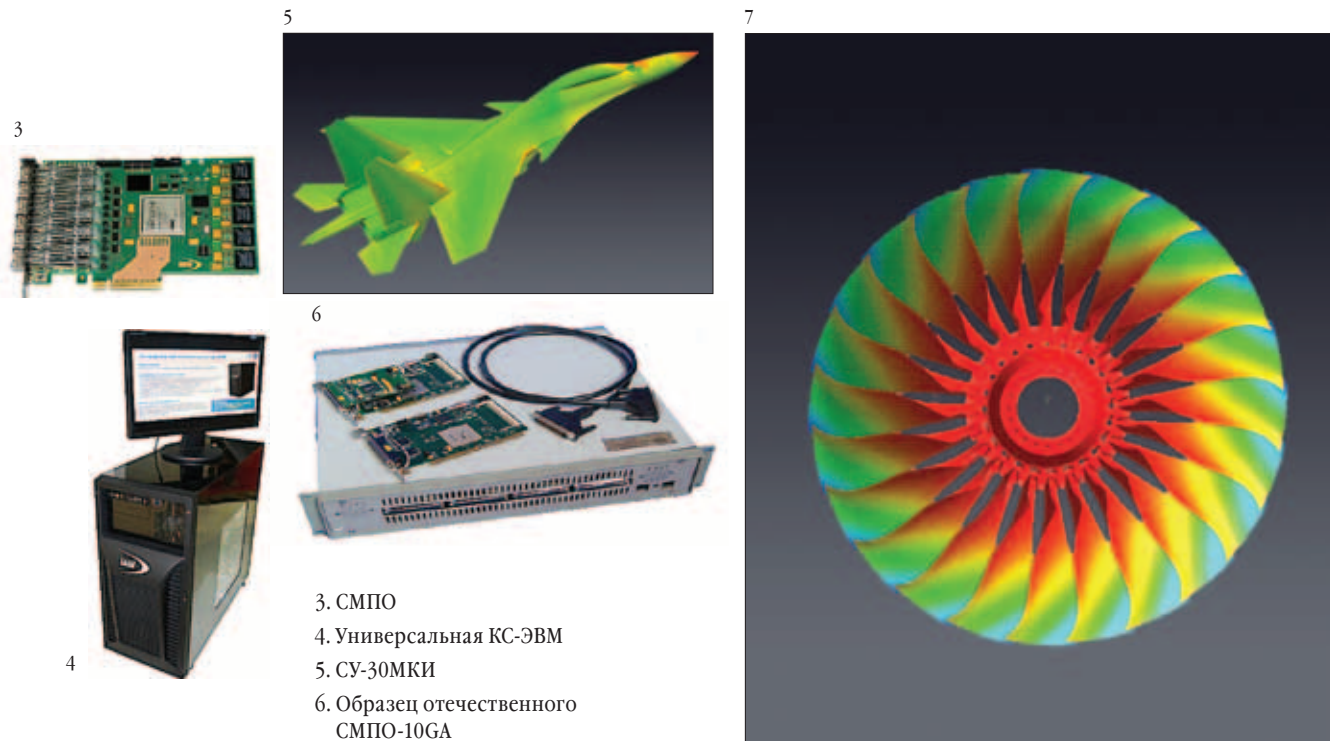 5
7
3
6
4
3. СМПО
4. Универсальная КС-ЭВМ
5. СУ-30МКИ
6. Образец отечественного
СМПО-10GA